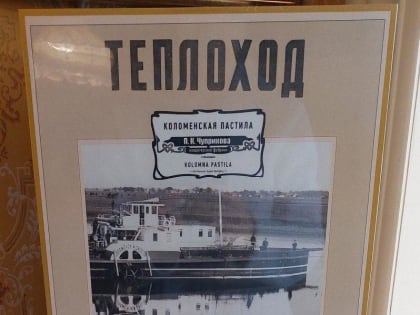 ТЕПЛОХОД
КОЛОМЕНСКАЯ ПАСТИЛА
П. К. Чуприкова
KOLOMNA PASTILA